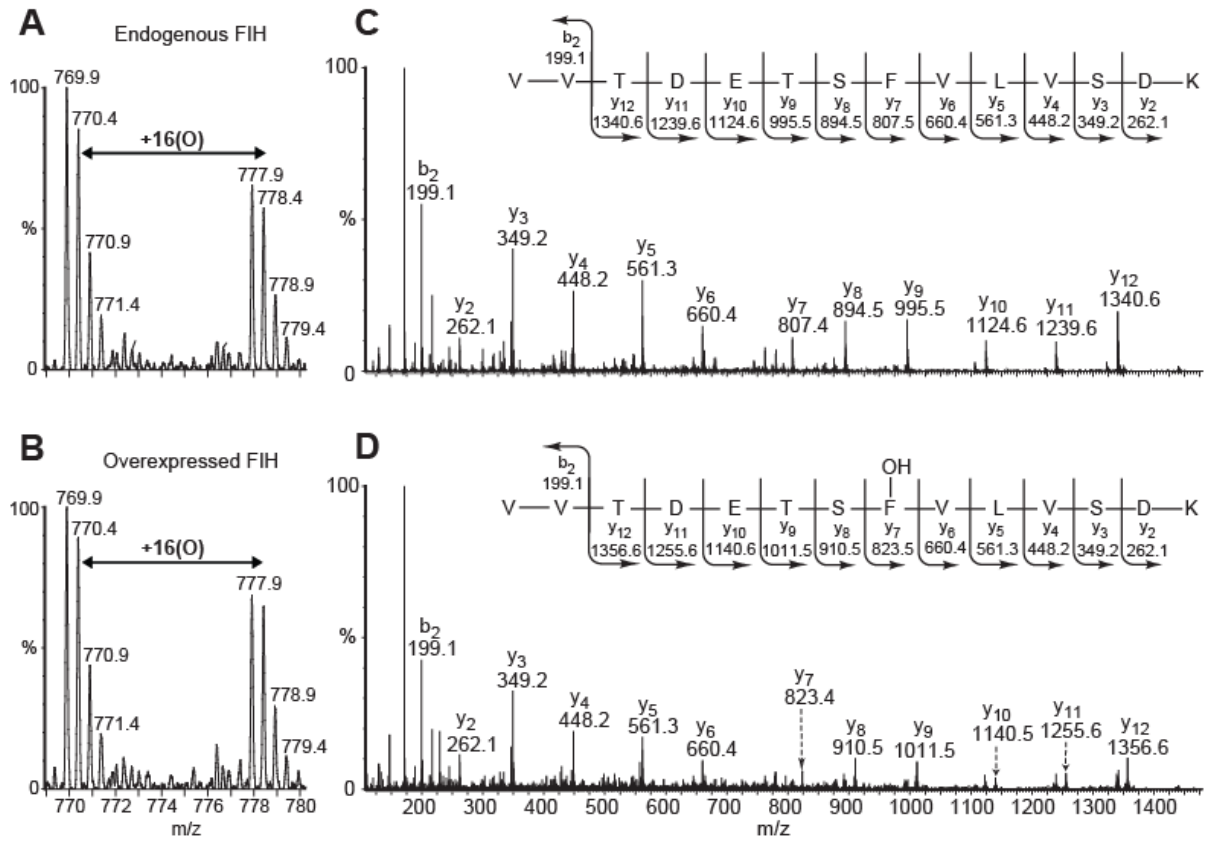 A
Endogenous FIH
769.9
100
770.4
+16(O)
777.9
778.4
%
770.9
778.9
771.4
779.4
0
B
Overexpressed FIH
769.9
100
770.4
+16(O)
777.9
%
770.9
778.9
771.4
779.4
0
770 772 774 776 778 780
m/z
C
b2
199.1
V V T D E T S F V L V S D K
y12 y11 y10 y9 y8 y7 y6 y5 y4 y3 y2
1340.6 1239.6 1124.6 995.5 894.5 807.5 660.4 561.3 448.2 349.2 262.1
100
%
0
b2
199.1
y2
262.1
y3
349.2
y4
448.2
y5
561.3
y6
660.4
y7
807.4
y8
894.5
y9
995.5
y10
1124.6
y11
1239.6
y12
1340.6
D
b2
199.1
OH
V V T D E T S F V L V S D K
y12 y11 y10 y9 y8 y7 y6 y5 y4 y3 y2
1356.6 1255.6 1140.6 1011.5 910.5 823.5 660.4 561.3 448.2 349.2 262.1
100
%
0
b2
199.1
y2
262.1
y3
349.2
y4
448.2
y5
561.3
y6
660.4
y7
823.4
y8
910.5
y9
1011.5
y10
1140.5
y11
1255.6
y12
1356.6
200 300 400 500 600 700 800 900 1000 1100 1200 1300 1400
m/z